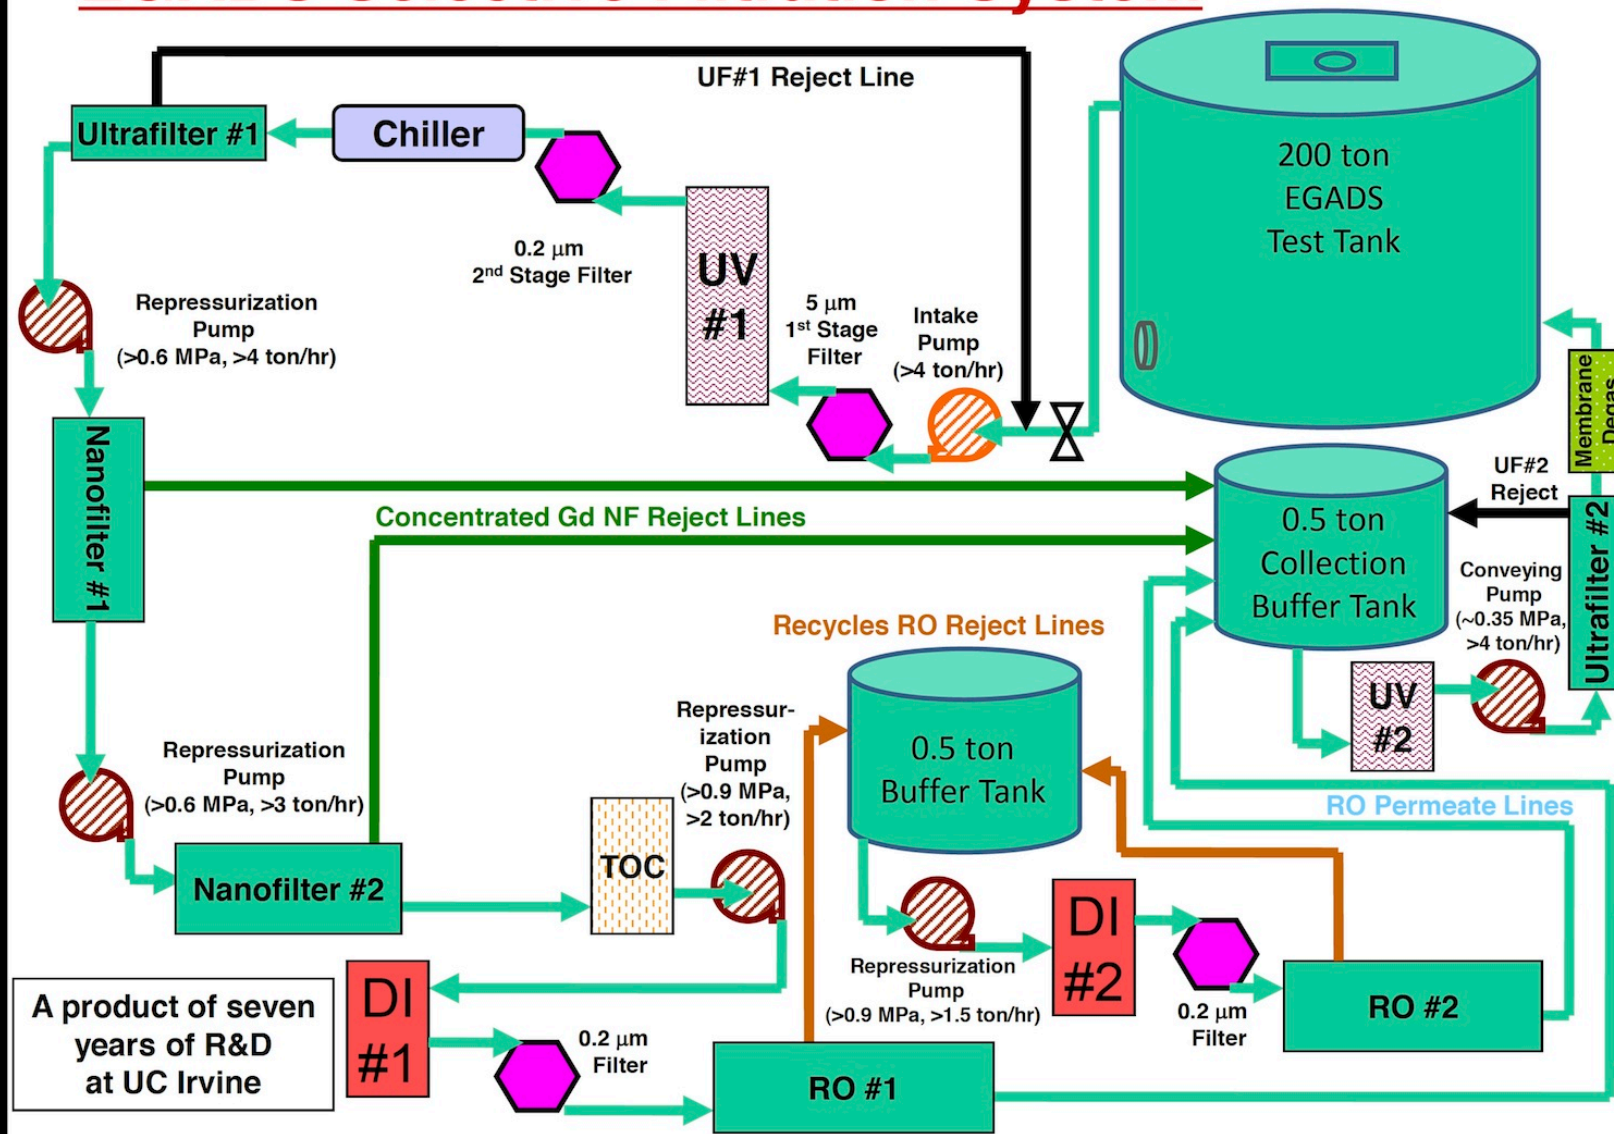 EGADS Selective Filtration System
UF#1 Reject Line
Ultrafilter #1
Chiller
200 ton
EGADS
Test Tank
UV
#1
0.2 μm
2nd Stage Filter
5 μm
1st Stage
Filter
Intake
Pump
(>4 ton/hr)
Repressurization
Pump
(>0.6 MPa, >4 ton/hr)
Membrane
Degas
Nanofilter #1
Concentrated Gd NF Reject Lines
UF#2
Reject
0.5 ton
Collection
Buffer Tank
Ultrafilter #2
Conveying
Pump
(~0.35 MPa,
>4 ton/hr)
Recycles RO Reject Lines
UV
#2
Repressur-
ization
Pump
(>0.9 MPa,
>2 ton/hr)
0.5 ton
Buffer Tank
Repressurization
Pump
(>0.6 MPa, >3 ton/hr)
RO Permeate Lines
TOC
Nanofilter #2
DI
#2
Repressurization
Pump
(>0.9 MPa, >1.5 ton/hr)
0.2 μm
Filter
RO #2
A product of seven
years of R&D
at UC Irvine
DI
#1
0.2 μm
Filter
RO #1